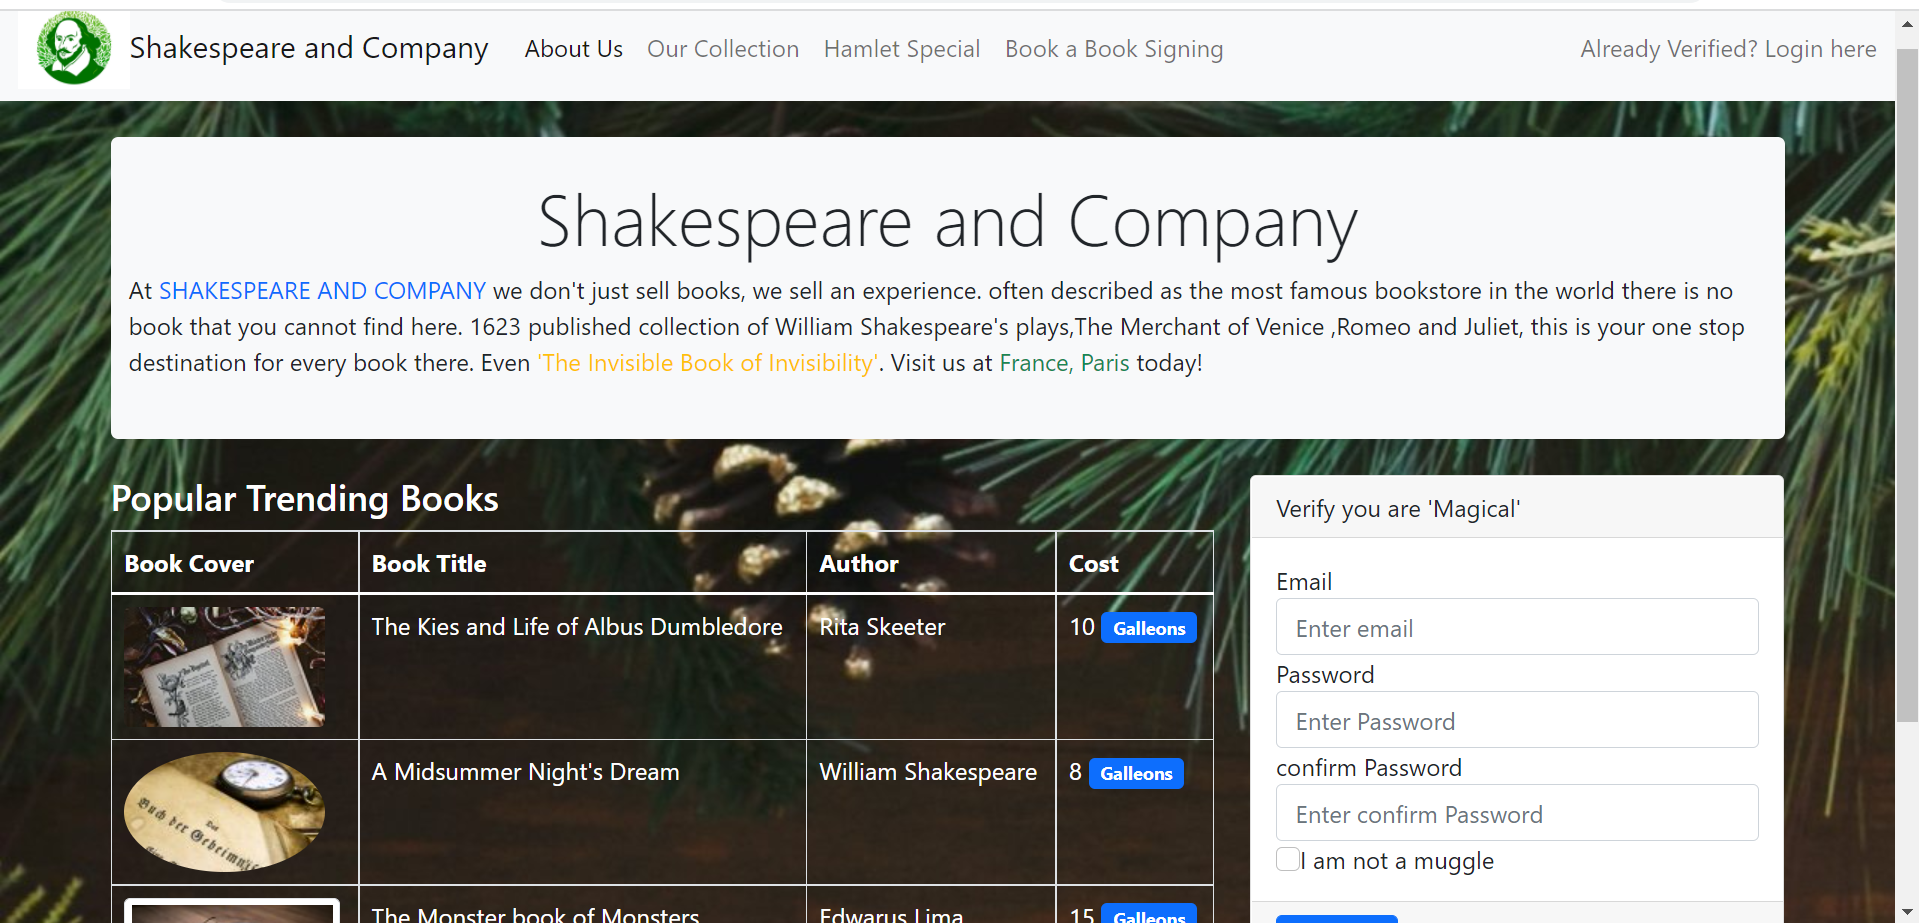 Shakespeare and Company About Us Our Collection Hamlet Special Book a Book Signing Already Verified? Login here
Shakespeare and Company
At SHAKESPEARE AND COMPANY we don't just sell books, we sell an experience. often described as the most famous bookstore in the world there is no
book that you cannot find here. 1623 published collection of William Shakespeare's plays,The Merchant of Venice ,Romeo and Juliet, this is your one stop
destination for every book there. Even 'The Invisible Book of Invisibility'. Visit us at France, Paris today!
Popular Trending Books
Book Cover Book Title Author Cost
The Kies and Life of Albus Dumbledore Rita Skeeter 10 Galleons
Buch der Geheimni
A Midsummer Night's Dream William Shakespeare 8 Galleons
The Monster book of Monsters Edwarus Lima 15 Galleons
Verify you are 'Magical'
Email
Enter email
Password
Enter Password
confirm Password
Enter confirm Password
I am not a muggle